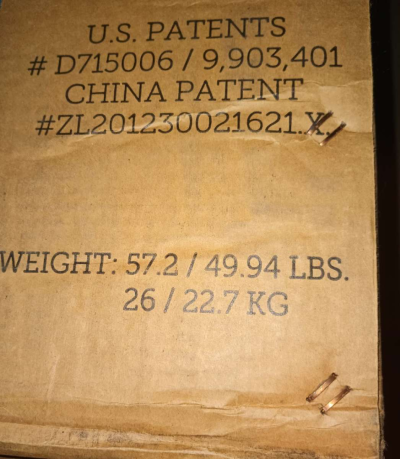 U.S. PATENTS
# D715006 / 9,903,401
CHINA PATENT
#ZL201230021621.X
WEIGHT: 57.2 / 49.94 LBS.
26 / 22.7 KG